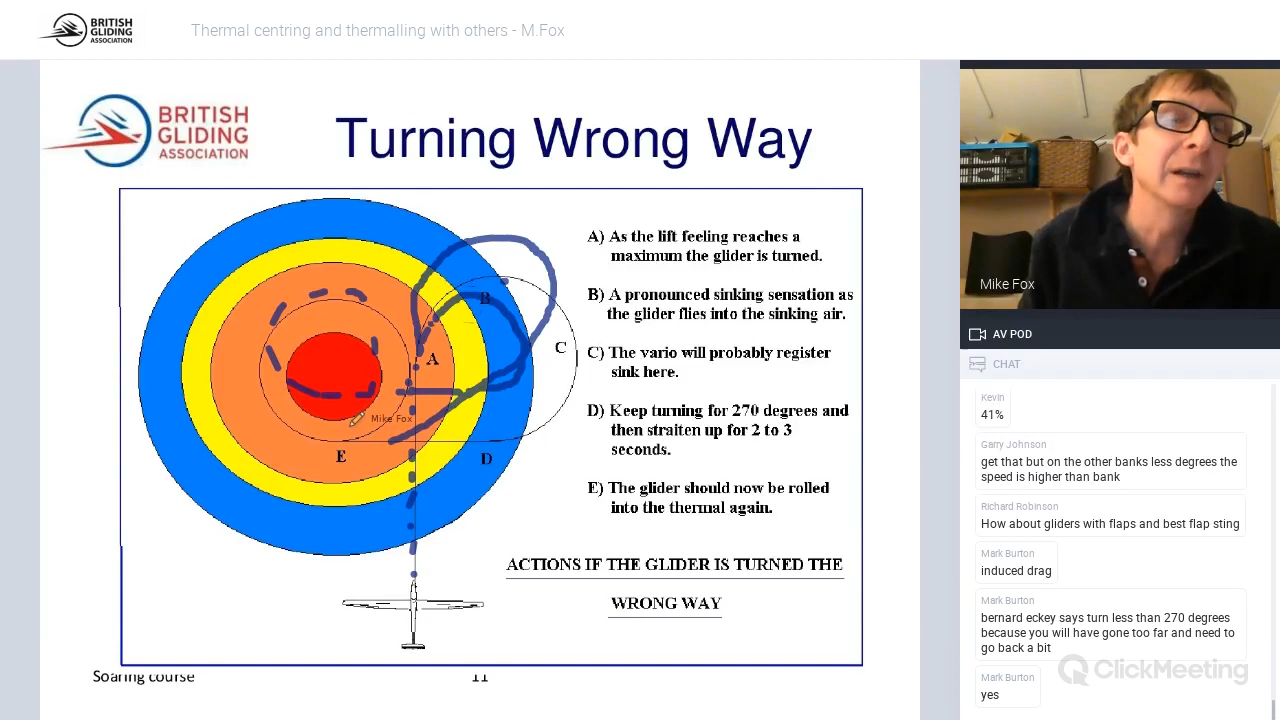 BRITISH
GLIDING
ASSOCIATION
Thermal centring and thermalling with others - M.Fox
BRITISH
GLIDING
ASSOCIATION
Turning Wrong Way
A) As the lift feeling reaches a
maximum the glider is turned.
B) A pronounced sinking sensation as
the glider flies into the sinking air.
C) The vario will probably register
sink here.
D) Keep turning for 270 degrees and
then straiten up for 2 to 3
seconds.
E) The glider should now be rolled
into the thermal again.
ACTIONS IF THE GLIDER IS TURNED THE
WRONG WAY
B
C
A
Mike Fox
E
D
Soaring course
11
Mike Fox
AV POD
CHAT
Kevin
41%
Garry Johnson
get that but on the other banks less degrees the
speed is higher than bank
Richard Robinson
How about gliders with flaps and best flap sting
Mark Burton
induced drag
Mark Burton
bernard eckey says turn less than 270 degrees
because you will have gone too far and need to
go back a bit
Mark Burton
yes
ClickMeeting